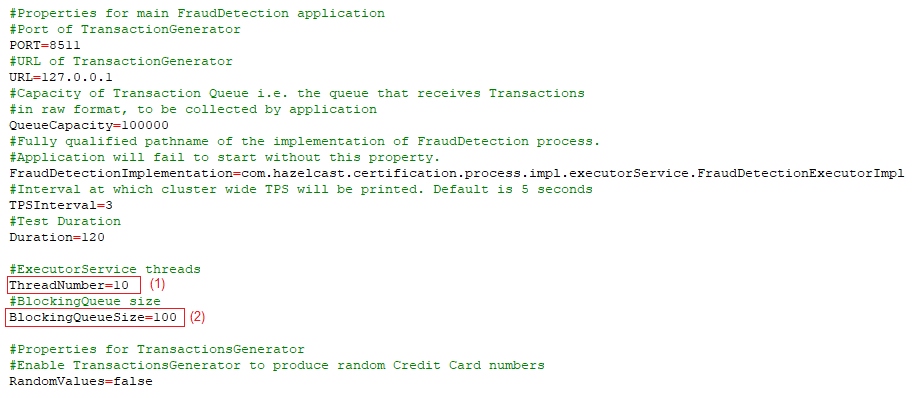 #Properties for main FraudDetection application
#Port of TransactionGenerator
PORT=8511
#URL of TransactionGenerator
URL=127.0.0.1
#Capacity of Transaction Queue i.e. the queue that receives Transactions
#in raw format, to be collected by application
QueueCapacity=100000
#Fully qualified pathname of the implementation of FraudDetection process.
#Application will fail to start without this property.
FraudDetectionImplementation=com.hazelcast.certification.process.impl.executorService.FraudDetectionExecutorImpl
#Interval at which cluster wide TPS will be printed. Default is 5 seconds
TPSInterval=3
#Test Duration
Duration=120
#ExecutorService threads
ThreadNumber=10 (1)
#BlockingQueue size
BlockingQueueSize=100 (2)
#Properties for TransactionsGenerator
#Enable TransactionsGenerator to produce random Credit Card numbers
RandomValues=false